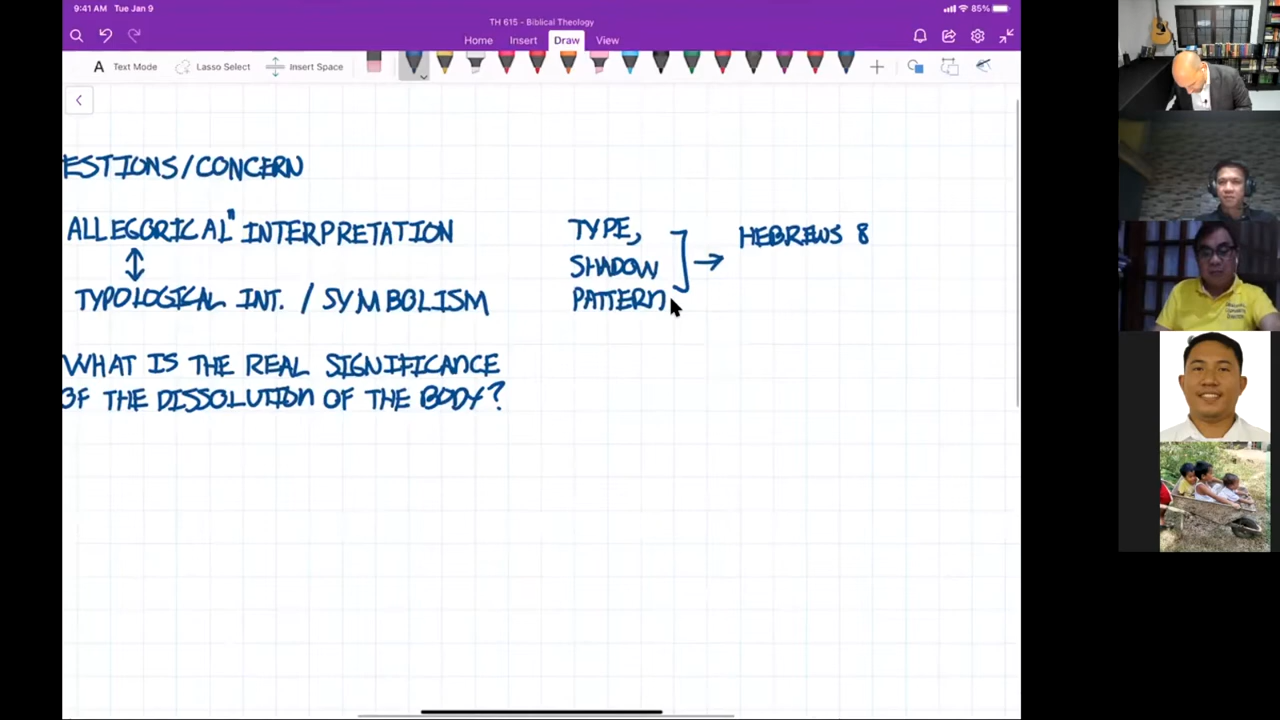 9:41 AM Tue Jan 9
85%
TH 615 - Biblical Theology
Home Insert Draw View
A Text Mode Lasso Select Insert Space
ESTIONS/CONCERN
ALLEGORICAL" INTERPRETATION
TYPOLOGICAL INT. / SYMBOLISM
WHAT IS THE REAL SIGNIFICANCE
OF THE DISSOLUTION OF THE BODY?
TYPE,
SHADOW
PATTERN
HEBREWS 8